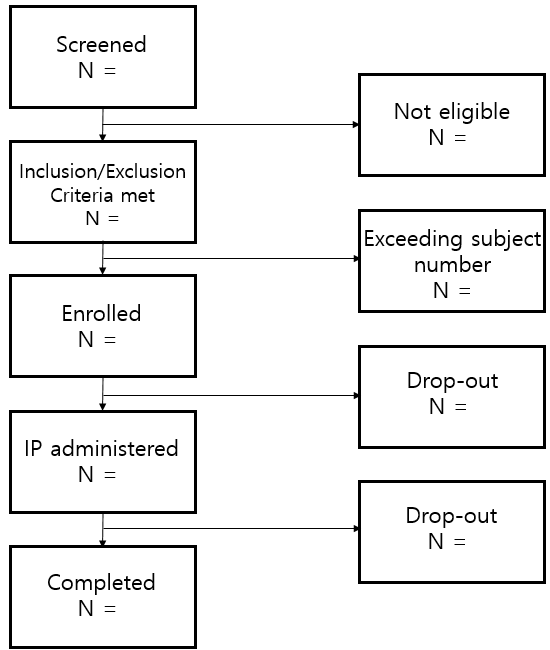 Screened
N =
Not eligible
N =
Inclusion/Exclusion
Criteria met
N =
Exceeding subject
number
N =
Enrolled
N =
Drop-out
N =
IP administered
N =
Drop-out
N =
Completed
N =